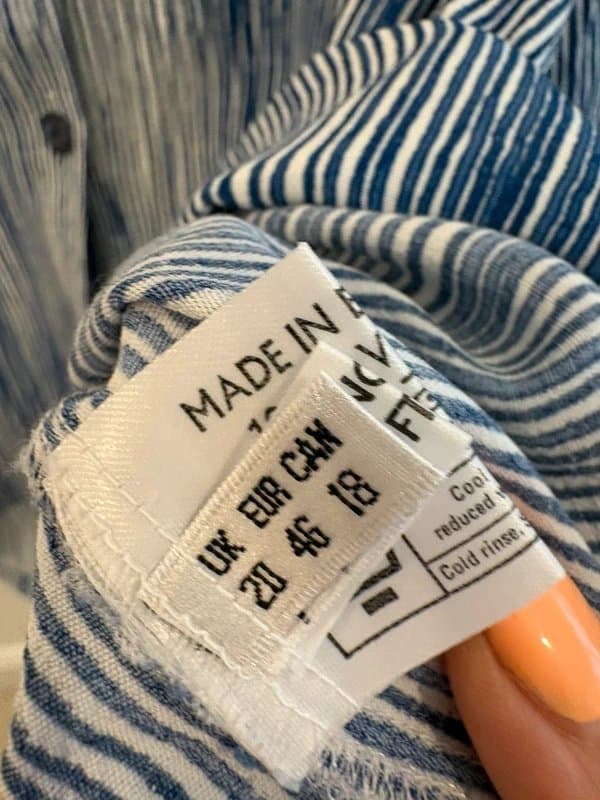 MADE IN
UK EUR CAN
20 46 18
Cool
reduced
Cold rinse.